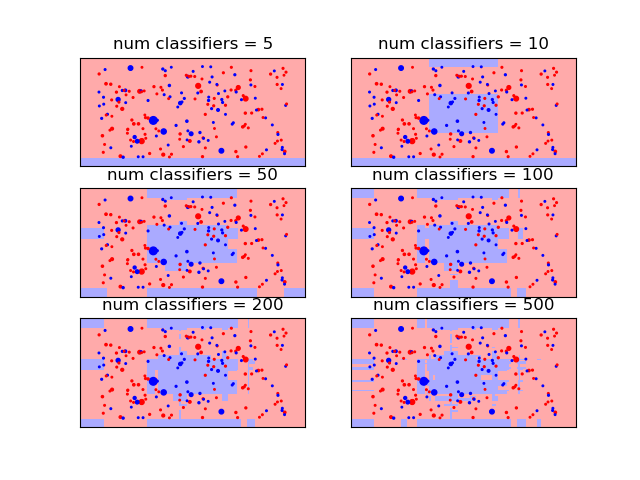 num classifiers = 5
num classifiers = 10
num classifiers = 50
num classifiers = 100
num classifiers = 200
num classifiers = 500